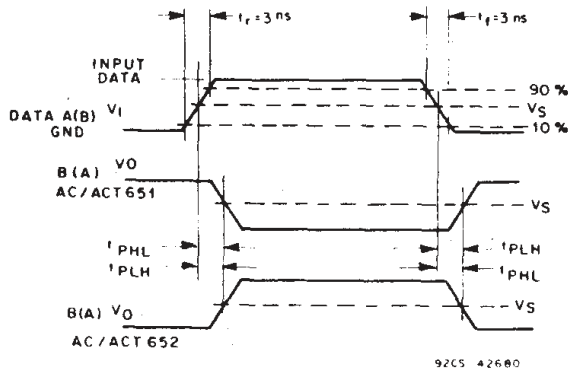 tr=3 ns
tf=3 ns
INPUT
DATA
90 %
DATA A(B) VI
VS
GND
10 %
B(A) VO
AC/ACT 651
VS
tPHL
tPLH
tPLH
tPHL
B(A) VO
VS
AC/ACT 652
92CS-42680